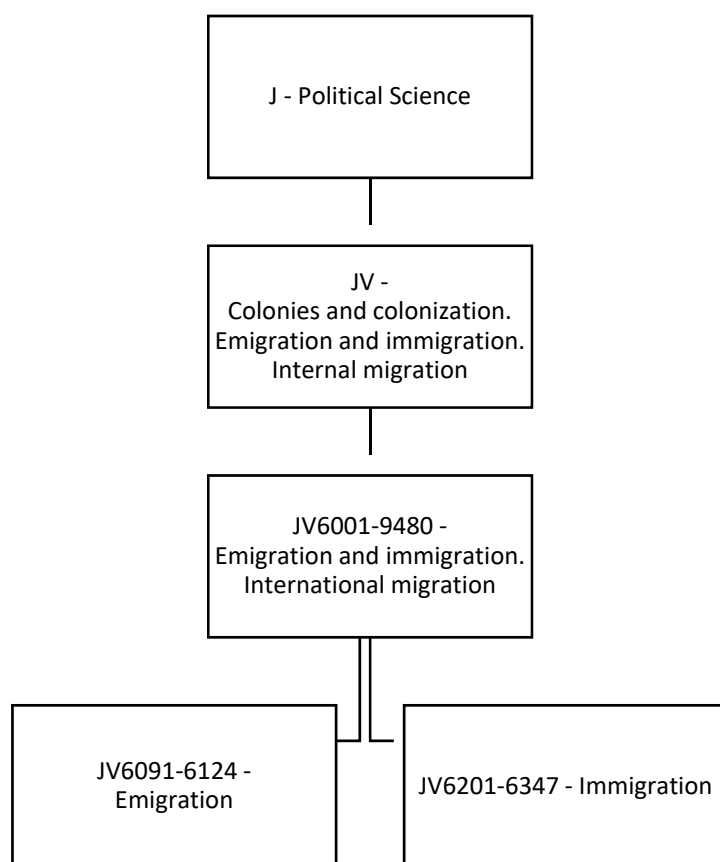 J - Political Science
JV -
Colonies and colonization.
Emigration and immigration.
Internal migration
JV6001-9480 -
Emigration and immigration.
International migration
JV6091-6124 -
Emigration
JV6201-6347 - Immigration